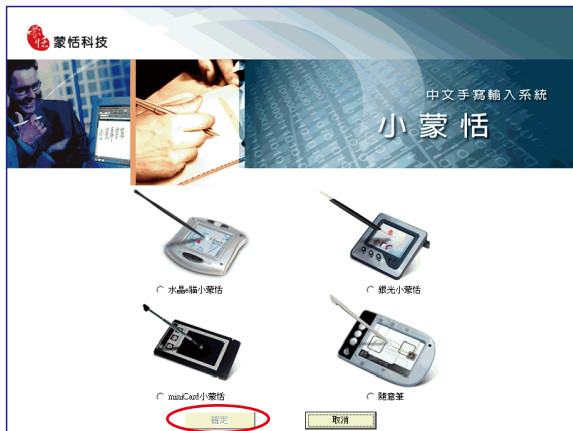 蒙恬科技
中文手寫輸入系統
小蒙恬
水晶e貓小蒙恬
銀光小蒙恬
miniCard小蒙恬
隨意筆
確定
取消